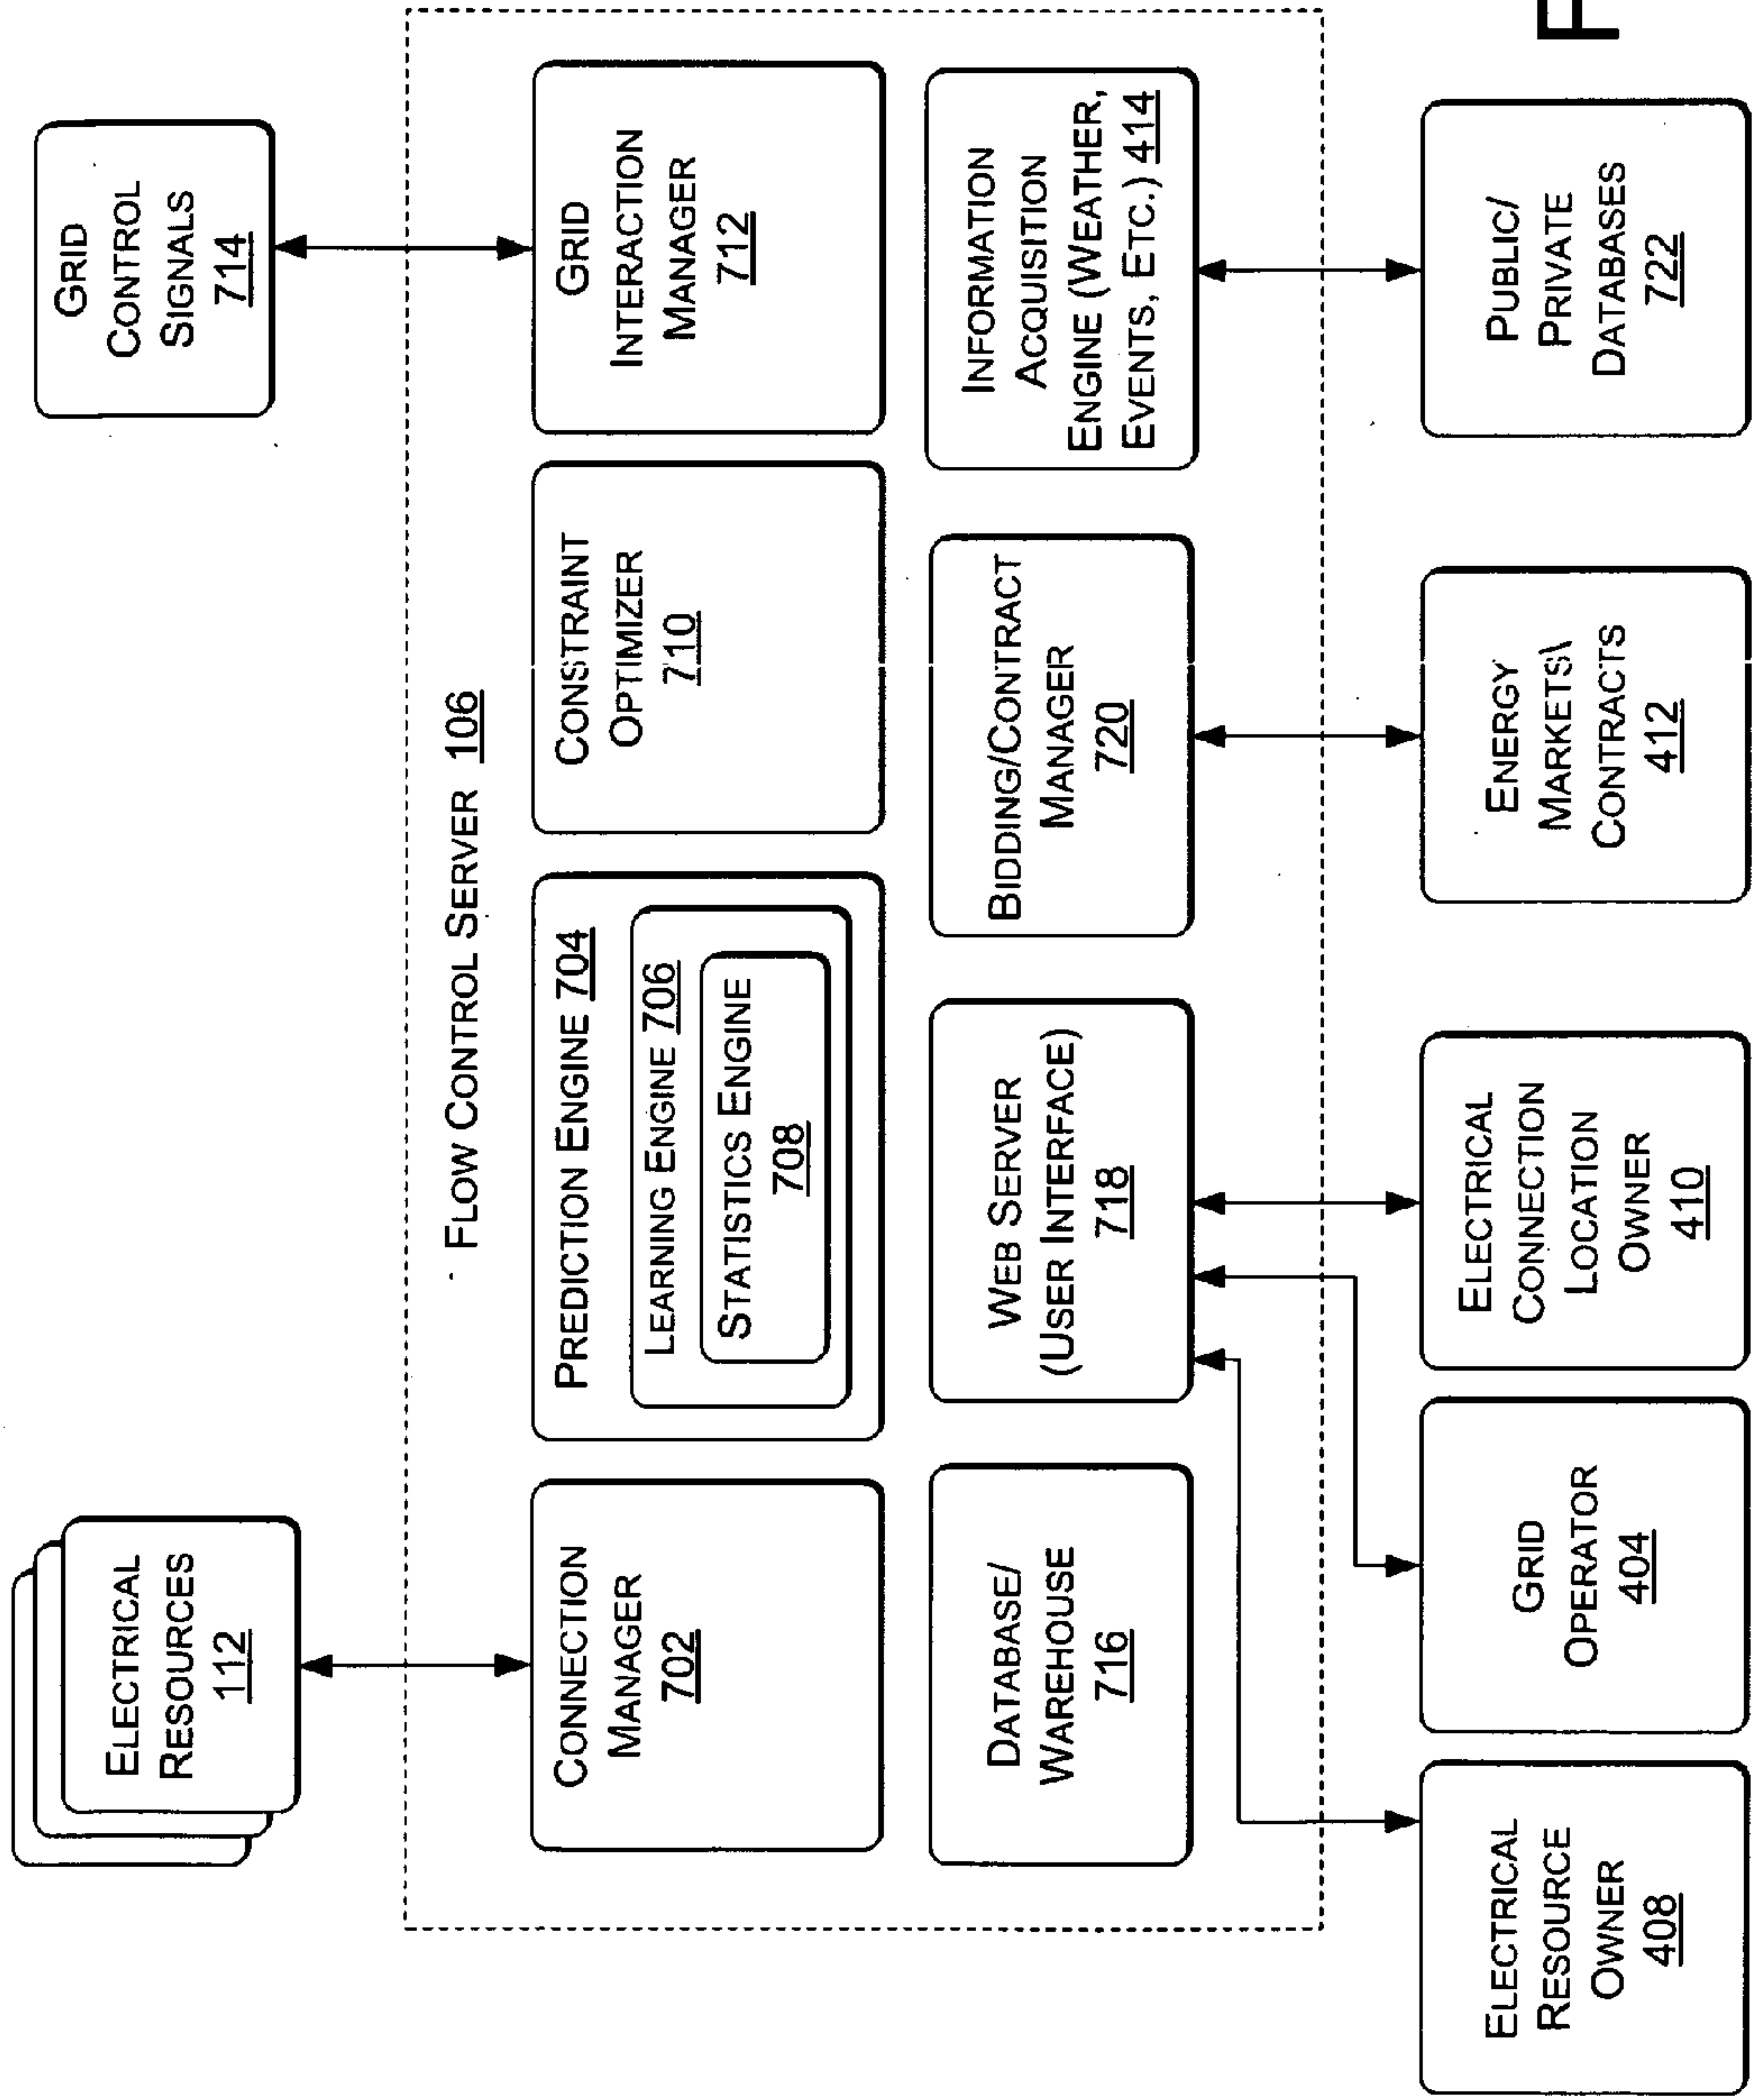 ELECTRICAL
RESOURCES
112
GRID
CONTROL
SIGNALS
714
FLOW CONTROL SERVER 106
CONNECTION
MANAGER
702
PREDICTION ENGINE 704
LEARNING ENGINE 706
STATISTICS ENGINE
708
CONSTRAINT
OPTIMIZER
710
GRID
INTERACTION
MANAGER
712
DATABASE/
WAREHOUSE
716
WEB SERVER
(USER INTERFACE)
718
BIDDING/CONTRACT
MANAGER
720
INFORMATION
ACQUISITION
ENGINE (WEATHER,
EVENTS, ETC.) 414
ELECTRICAL
RESOURCE
OWNER
408
GRID
OPERATOR
404
ELECTRICAL
CONNECTION
LOCATION
OWNER
410
ENERGY
MARKETS\
CONTRACTS
412
PUBLIC/
PRIVATE
DATABASES
722
F